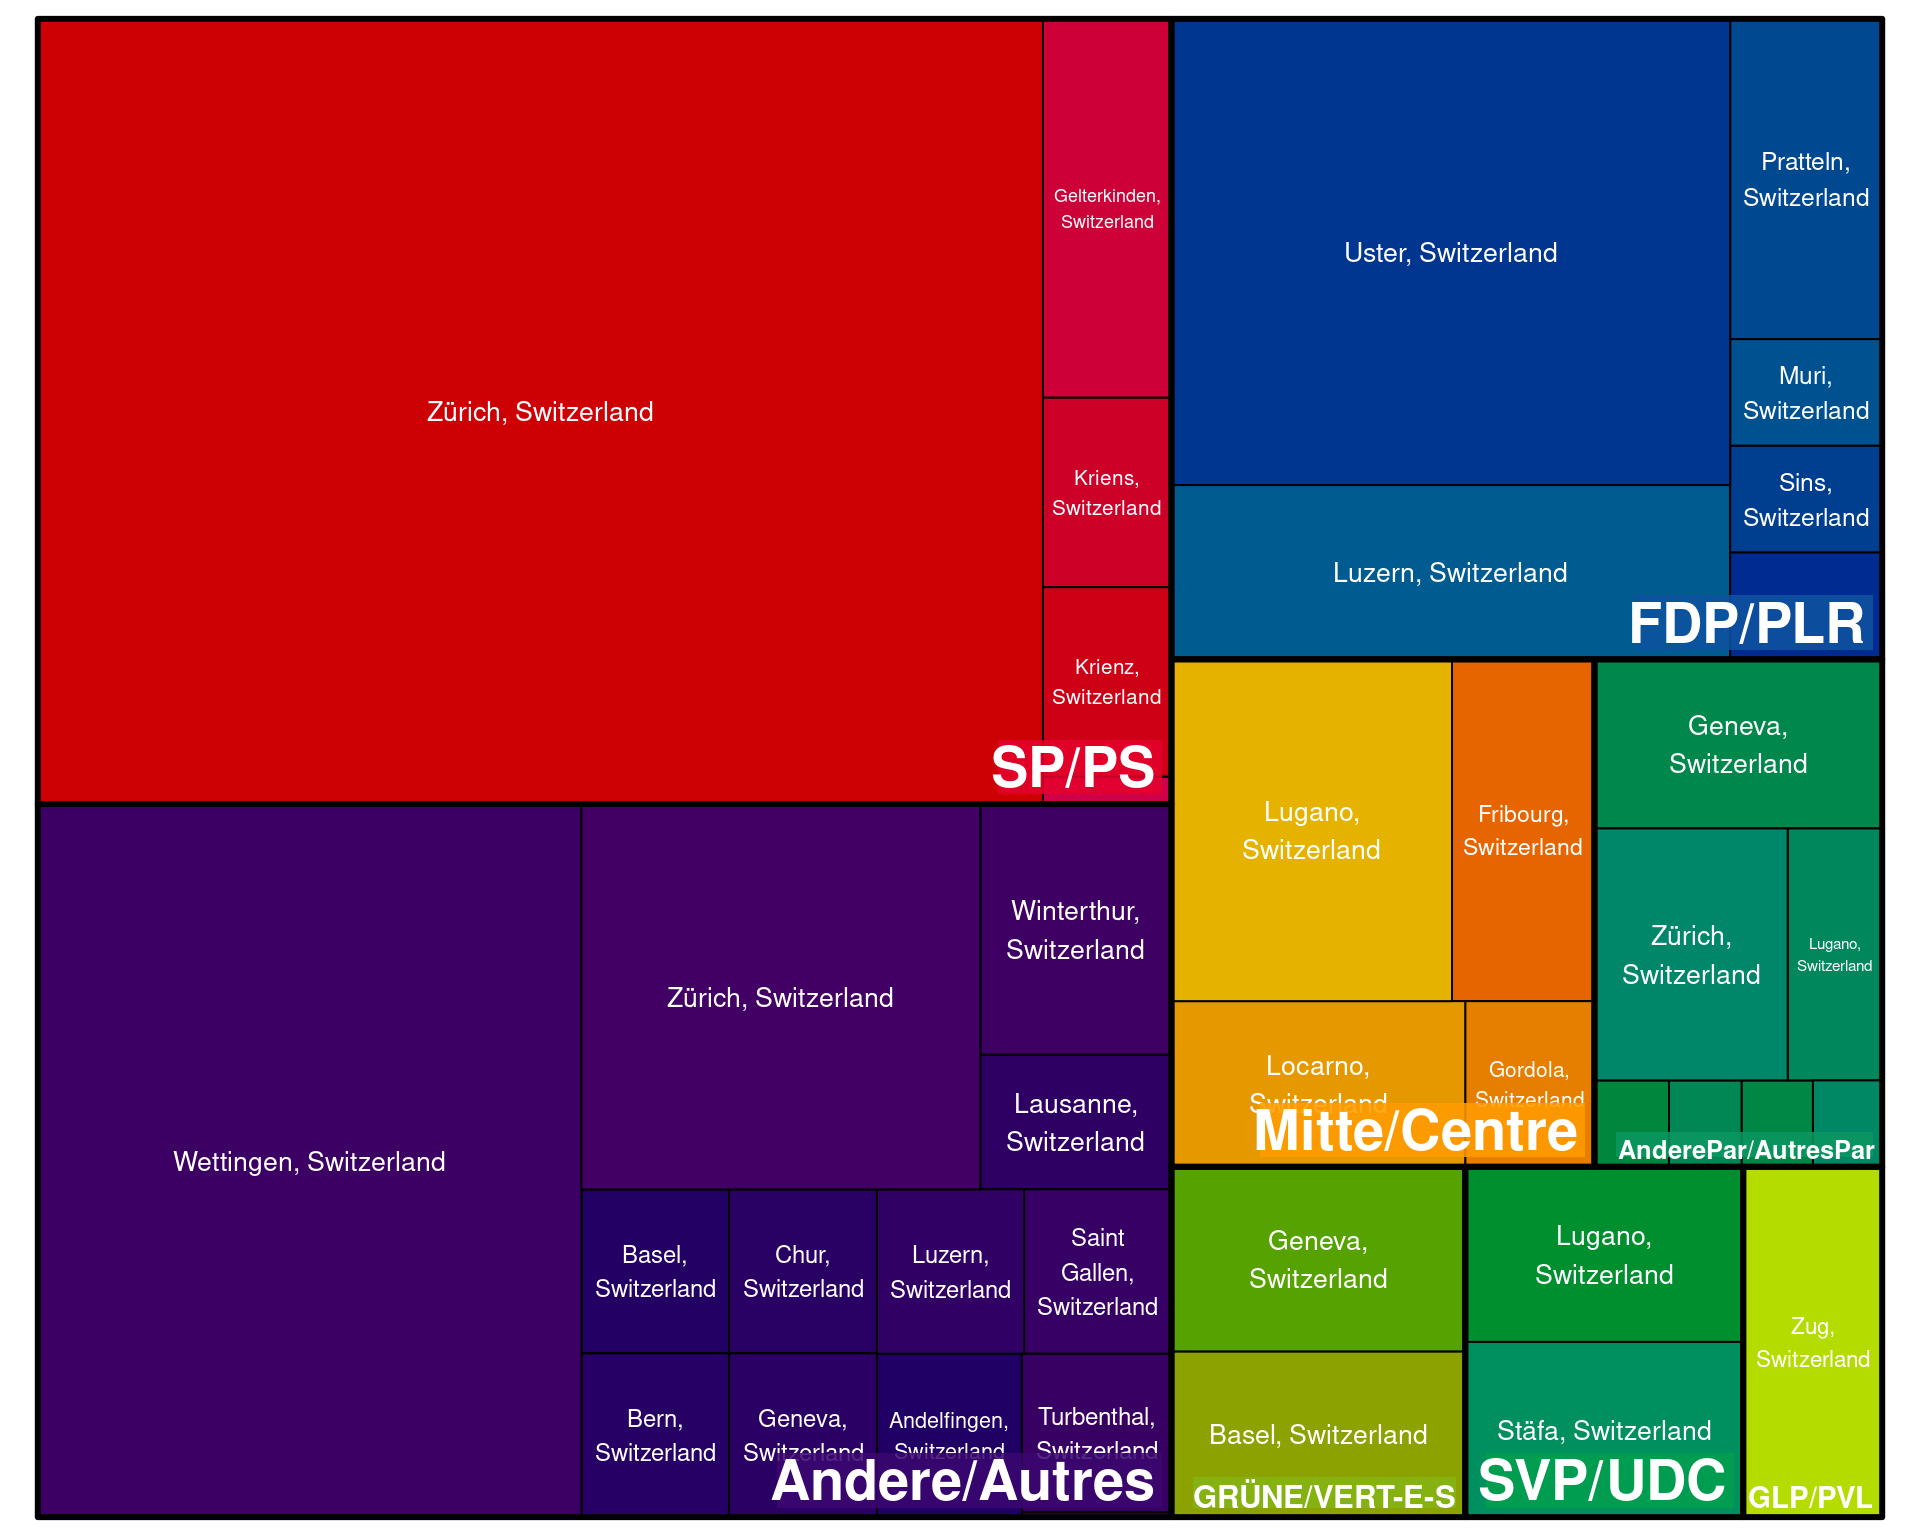 Zürich, Switzerland
Gelterkinden,
Switzerland
Kriens,
Switzerland
Krienz,
Switzerland
SP/PS
Uster, Switzerland
Pratteln,
Switzerland
Muri,
Switzerland
Sins,
Switzerland
Luzern, Switzerland
FDP/PLR
Wettingen, Switzerland
Zürich, Switzerland
Winterthur,
Switzerland
Lausanne,
Switzerland
Basel,
Switzerland
Chur,
Switzerland
Luzern,
Switzerland
Saint
Gallen,
Switzerland
Bern,
Switzerland
Geneva,
Switzerland
Andelfingen,
Switzerland
Turbenthal,
Switzerland
Andere/Autres
Lugano,
Switzerland
Fribourg,
Switzerland
Locarno,
Switzerland
Gordola,
Switzerland
Mitte/Centre
Geneva,
Switzerland
Zürich,
Switzerland
Lugano,
Switzerland
AnderePar/AutresPar
Geneva,
Switzerland
Basel, Switzerland
GRÜNE/VERT-E-S
Lugano,
Switzerland
Stäfa, Switzerland
SVP/UDC
Zug,
Switzerland
GLP/PVL